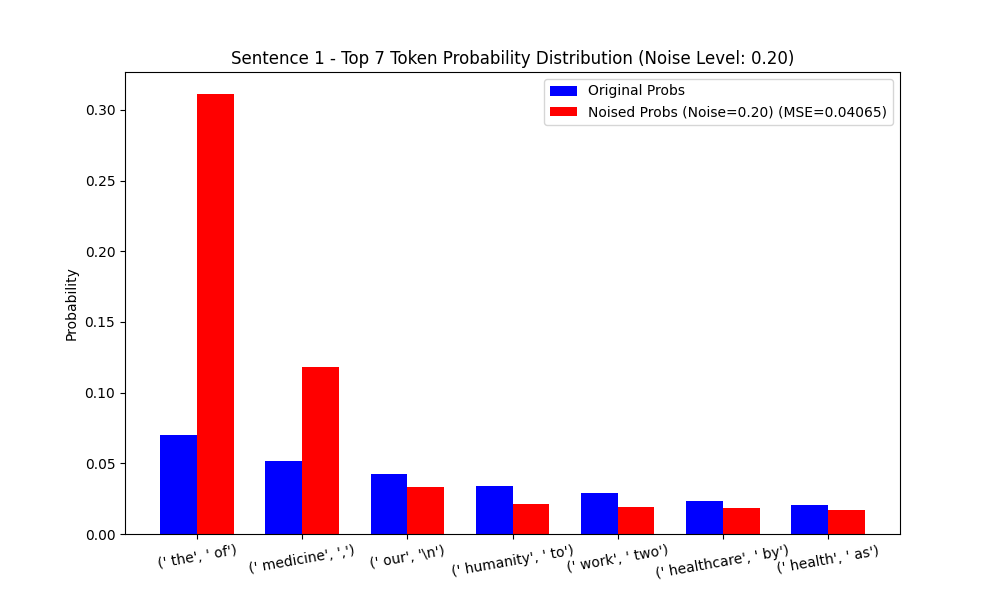 Sentence 1 - Top 7 Token Probability Distribution (Noise Level: 0.20)
Original Probs
Noised Probs (Noise=0.20) (MSE=0.04065)
Probability
0.30
0.25
0.20
0.15
0.10
0.05
0.00
(' the', ' of')
(' medicine', ',')
(' our', '\n')
(' humanity', ' to')
(' work', ' two')
(' healthcare', ' by')
(' health', ' as')